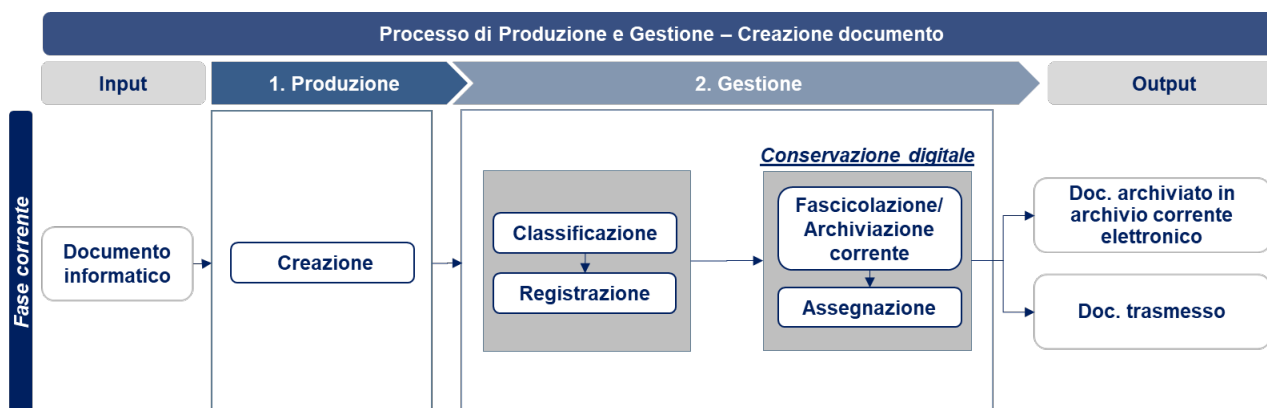 Processo di Produzione e Gestione – Creazione documento
Input
1. Produzione
2. Gestione
Output
Fase corrente
Documento
informatico
Creazione
Classificazione
Registrazione
Conservazione digitale
Fascicolazione/
Archiviazione
corrente
Assegnazione
Doc. archiviato in
archivio corrente
elettronico
Doc. trasmesso